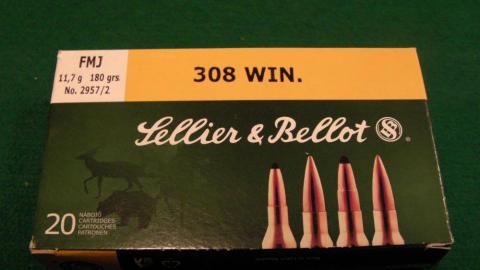 FMJ
11,7 g 180 grs.
No. 2957/2
308 WIN.
Sellier & Bellot
®
20
NÁBOJŮ
CARTRIDGES
CARTOUCHES
PATRONEN